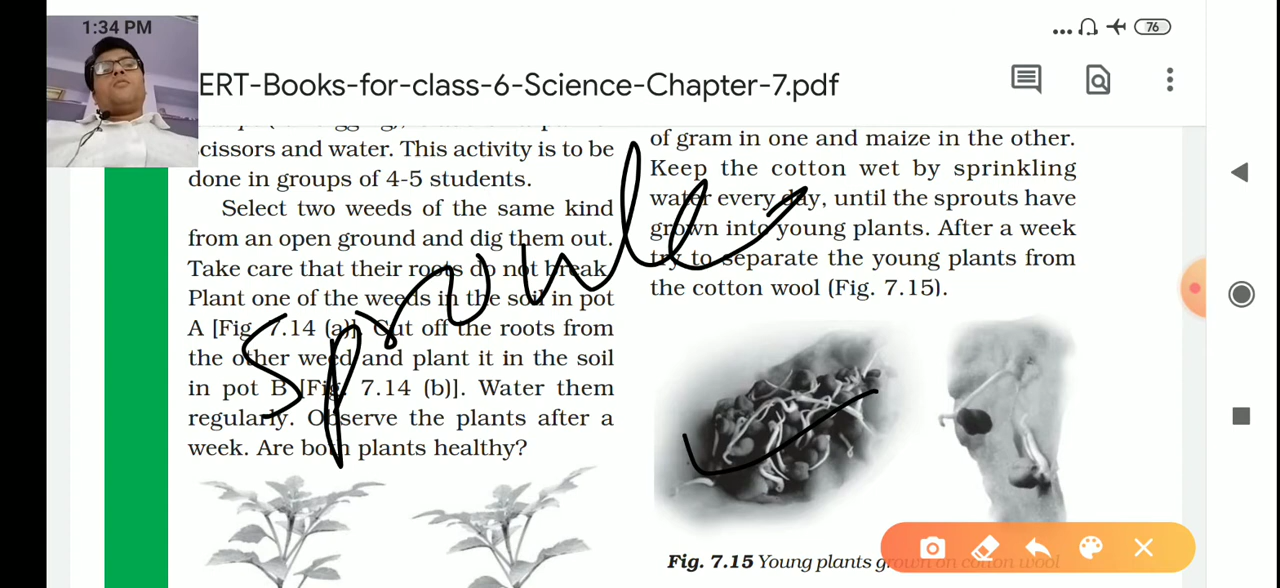 1:34 PM
76
ERT-Books-for-class-6-Science-Chapter-7.pdf
scissors and water. This activity is to be
done in groups of 4-5 students.
Select two weeds of the same kind
from an open ground and dig them out.
Take care that their roots do not break.
Plant one of the weeds in the soil in pot
A [Fig. 7.14 (a)]. Cut off the roots from
the other weed and plant it in the soil
in pot B [Fig. 7.14 (b)]. Water them
regularly. Observe the plants after a
week. Are both plants healthy?
of gram in one and maize in the other.
Keep the cotton wet by sprinkling
water every day, until the sprouts have
grown into young plants. After a week
try to separate the young plants from
the cotton wool (Fig. 7.15).
Fig. 7.15 Young plants grown on cotton wool